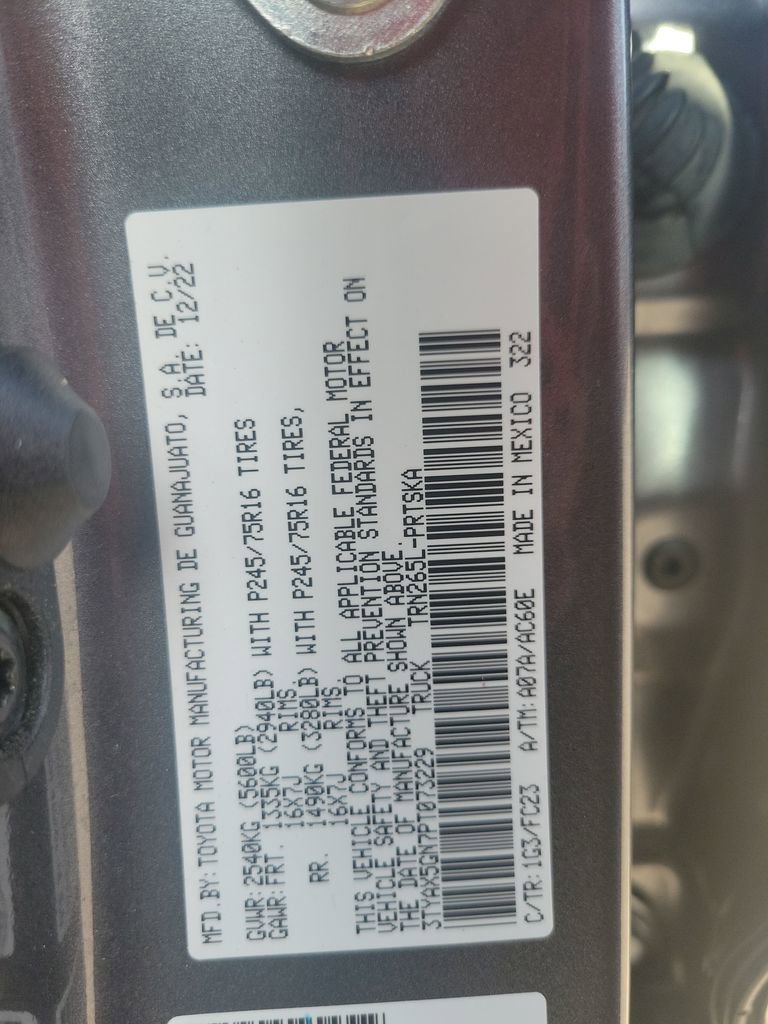 MFD.BY:TOYOTA MOTOR MANUFACTURING DE GUANAJUATO, S.A. DE C.V.
DATE: 12/22
GVWR:2540KG (5600LB)
GAWR:FRT. 1335KG (2940LB) WITH P245/75R16 TIRES
16X7J RIMS
RR. 1490KG (3280LB) WITH P245/75R16 TIRES,
16X7J RIMS.
THIS VEHICLE CONFORMS TO ALL APPLICABLE FEDERAL MOTOR
VEHICLE SAFETY AND THEFT PREVENTION STANDARDS IN EFFECT ON
THE DATE OF MANUFACTURE SHOWN ABOVE.
3TYAX5GN7PT073229 TRUCK TRN265L-PRTSKA
C/TR:1G3/FC23 A/TM:A07A/AC60E MADE IN MEXICO 322